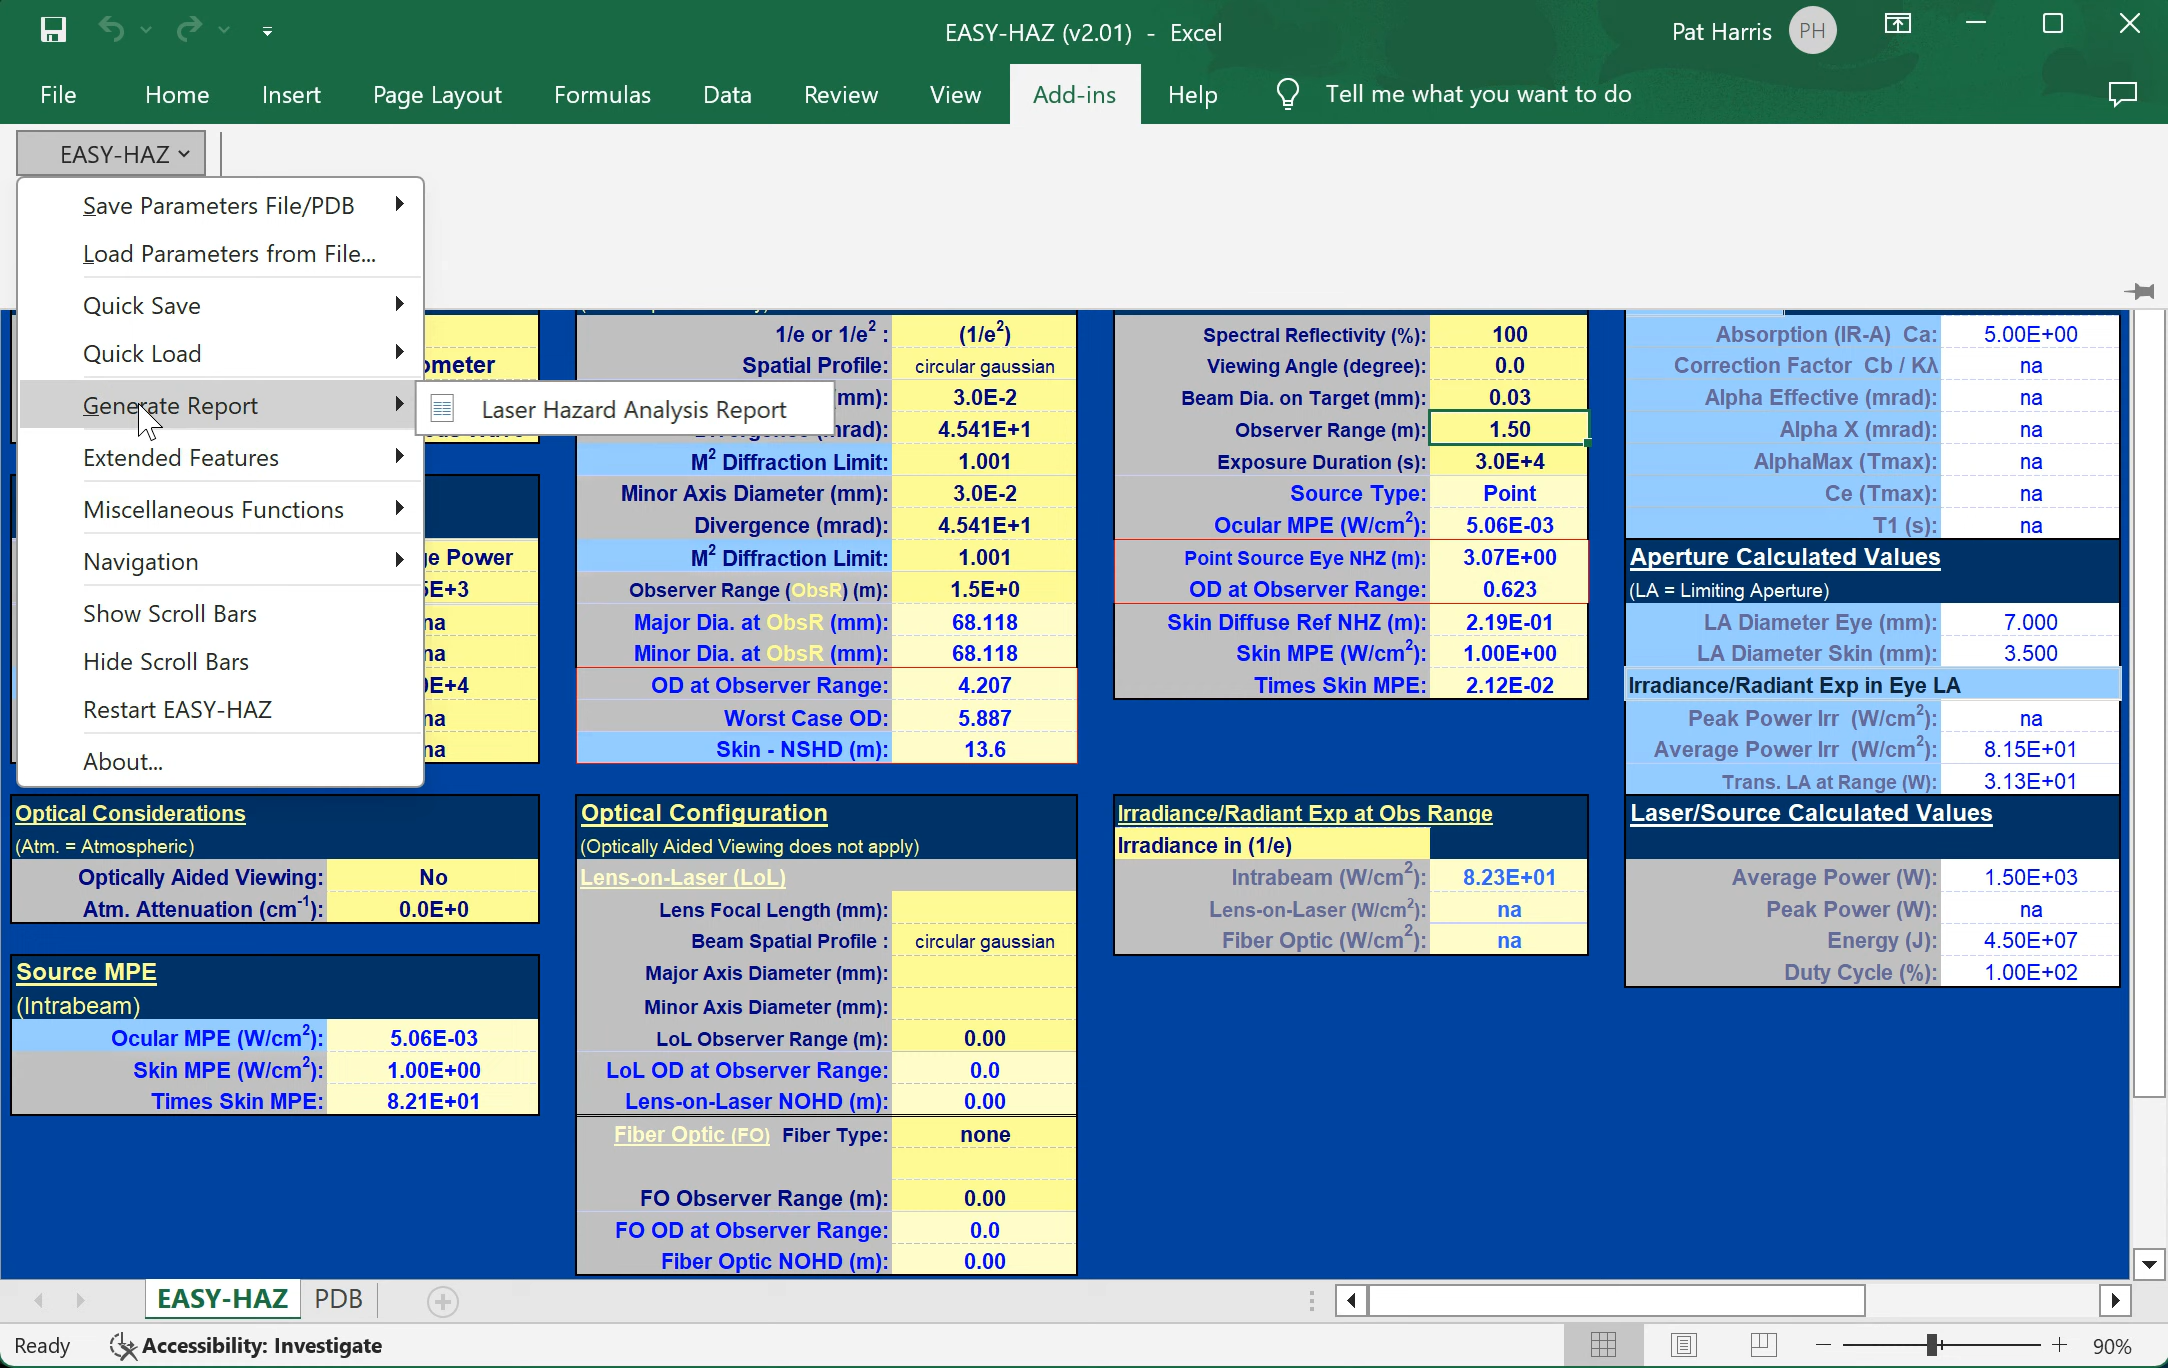 EASY-HAZ (v2.01) - Excel
Pat Harris PH
File Home Insert Page Layout Formulas Data Review View Add-ins Help Tell me what you want to do
EASY-HAZ
Save Parameters File/PDB
Load Parameters from File...
Quick Save
Quick Load
Generate Report
Laser Hazard Analysis Report
Extended Features
Miscellaneous Functions
Navigation
Show Scroll Bars
Hide Scroll Bars
Restart EASY-HAZ
About...
ometer
ge Power
5E+3
na
na
0E+4
na
na
Optical Considerations
(Atm. = Atmospheric)
Optically Aided Viewing: No
Atm. Attenuation (cm⁻¹): 0.0E+0
Source MPE
(Intrabeam)
Ocular MPE (W/cm²): 5.06E-03
Skin MPE (W/cm²): 1.00E+00
Times Skin MPE: 8.21E+01
1/e or 1/e² : (1/e²)
Spatial Profile: circular gaussian
mm): 3.0E-2
Divergence (mrad): 4.541E+1
M² Diffraction Limit: 1.001
Minor Axis Diameter (mm): 3.0E-2
Divergence (mrad): 4.541E+1
M² Diffraction Limit: 1.001
Observer Range (ObsR) (m): 1.5E+0
Major Dia. at ObsR (mm): 68.118
Minor Dia. at ObsR (mm): 68.118
OD at Observer Range: 4.207
Worst Case OD: 5.887
Skin - NSHD (m): 13.6
Optical Configuration
(Optically Aided Viewing does not apply)
Lens-on-Laser (LoL)
Lens Focal Length (mm):
Beam Spatial Profile : circular gaussian
Major Axis Diameter (mm):
Minor Axis Diameter (mm):
LoL Observer Range (m): 0.00
LoL OD at Observer Range: 0.0
Lens-on-Laser NOHD (m): 0.00
Fiber Optic (FO) Fiber Type: none
FO Observer Range (m): 0.00
FO OD at Observer Range: 0.0
Fiber Optic NOHD (m): 0.00
Spectral Reflectivity (%): 100
Viewing Angle (degree): 0.0
Beam Dia. on Target (mm): 0.03
Observer Range (m): 1.50
Exposure Duration (s): 3.0E+4
Source Type: Point
Ocular MPE (W/cm²): 5.06E-03
Point Source Eye NHZ (m): 3.07E+00
OD at Observer Range: 0.623
Skin Diffuse Ref NHZ (m): 2.19E-01
Skin MPE (W/cm²): 1.00E+00
Times Skin MPE: 2.12E-02
Irradiance/Radiant Exp at Obs Range
Irradiance in (1/e)
Intrabeam (W/cm²): 8.23E+01
Lens-on-Laser (W/cm²): na
Fiber Optic (W/cm²): na
Absorption (IR-A) Ca: 5.00E+00
Correction Factor Cb / Kλ na
Alpha Effective (mrad): na
Alpha X (mrad): na
AlphaMax (Tmax): na
Ce (Tmax): na
T1 (s): na
Aperture Calculated Values
(LA = Limiting Aperture)
LA Diameter Eye (mm): 7.000
LA Diameter Skin (mm): 3.500
Irradiance/Radiant Exp in Eye LA
Peak Power Irr (W/cm²): na
Average Power Irr (W/cm²): 8.15E+01
Trans. LA at Range (W): 3.13E+01
Laser/Source Calculated Values
Average Power (W): 1.50E+03
Peak Power (W): na
Energy (J): 4.50E+07
Duty Cycle (%): 1.00E+02
EASY-HAZ PDB
Ready Accessibility: Investigate 90%